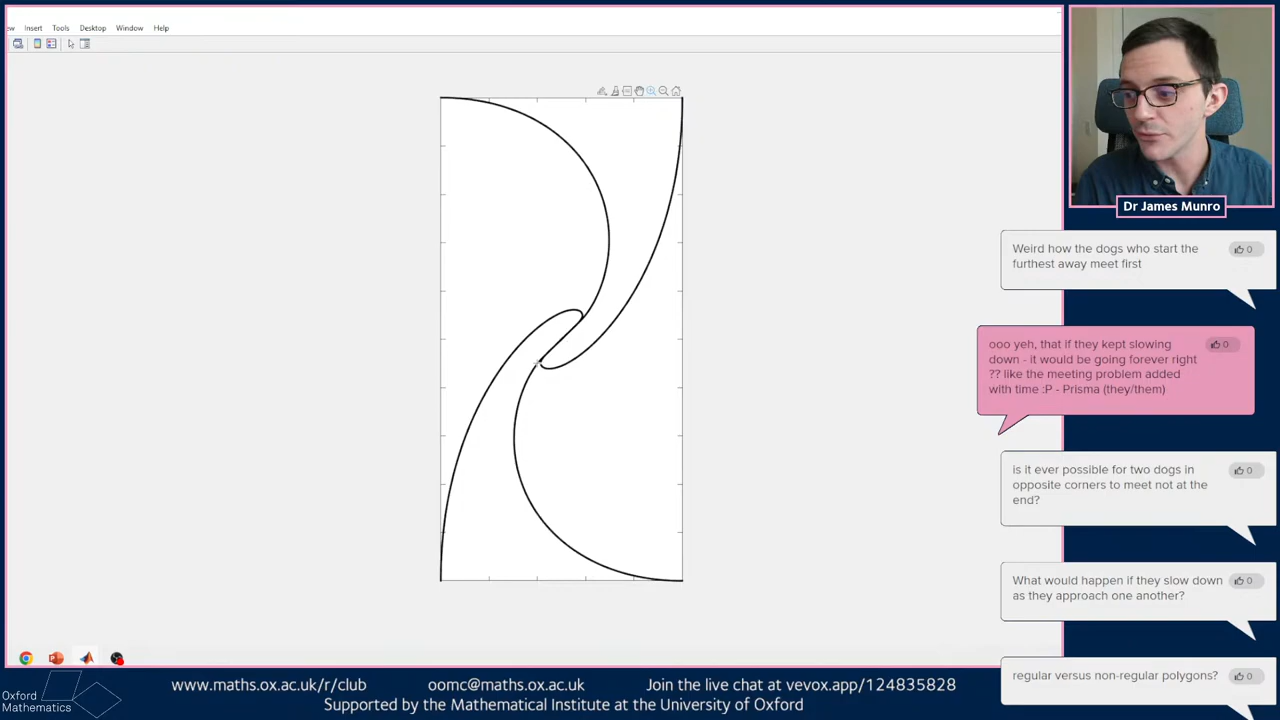 ew Insert Tools Desktop Window Help
Dr James Munro
Weird how the dogs who start the
furthest away meet first
0
ooo yeh, that if they kept slowing
down - it would be going forever right
?? like the meeting problem added
with time :P - Prisma (they/them)
0
is it ever possible for two dogs in
opposite corners to meet not at the
end?
0
What would happen if they slow down
as they approach one another?
0
regular versus non-regular polygons?
0
Oxford
Mathematics
www.maths.ox.ac.uk/r/club oomc@maths.ox.ac.uk Join the live chat at vevox.app/124835828
Supported by the Mathematical Institute at the University of Oxford